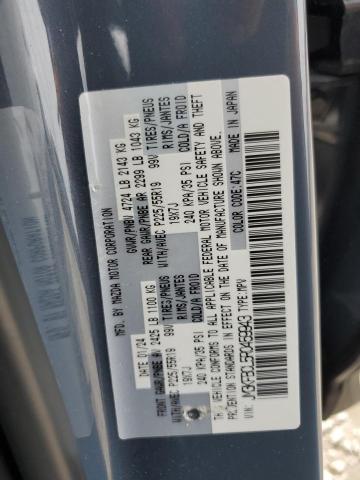 MFD. BY MAZDA MOTOR CORPORATION
DATE: 01/24 GVWR/PNBV 4724 LB 2143 KG
FRONT GAWR/PNBE AV 2425 LB 1100 KG REAR GAWR/PNBE AR 2299 LB 1043 KG
WITH/AVEC P225/55R19 99V TIRES/PNEUS WITH/AVEC P225/55R19 99V TIRES/PNEUS
19X7J RIMS/JANTES 19X7J RIMS/JANTES
240 KPA/35 PSI COLD/A FROID 240 KPA/35 PSI COLD/A FROID
THIS VEHICLE CONFORMS TO ALL APPLICABLE FEDERAL MOTOR VEHICLE SAFETY AND THEFT
PREVENTION STANDARDS IN EFFECT ON THE DATE OF MANUFACTURE SHOWN ABOVE.
TYPE:MPV COLOR CODE: 47C MADE IN JAPAN